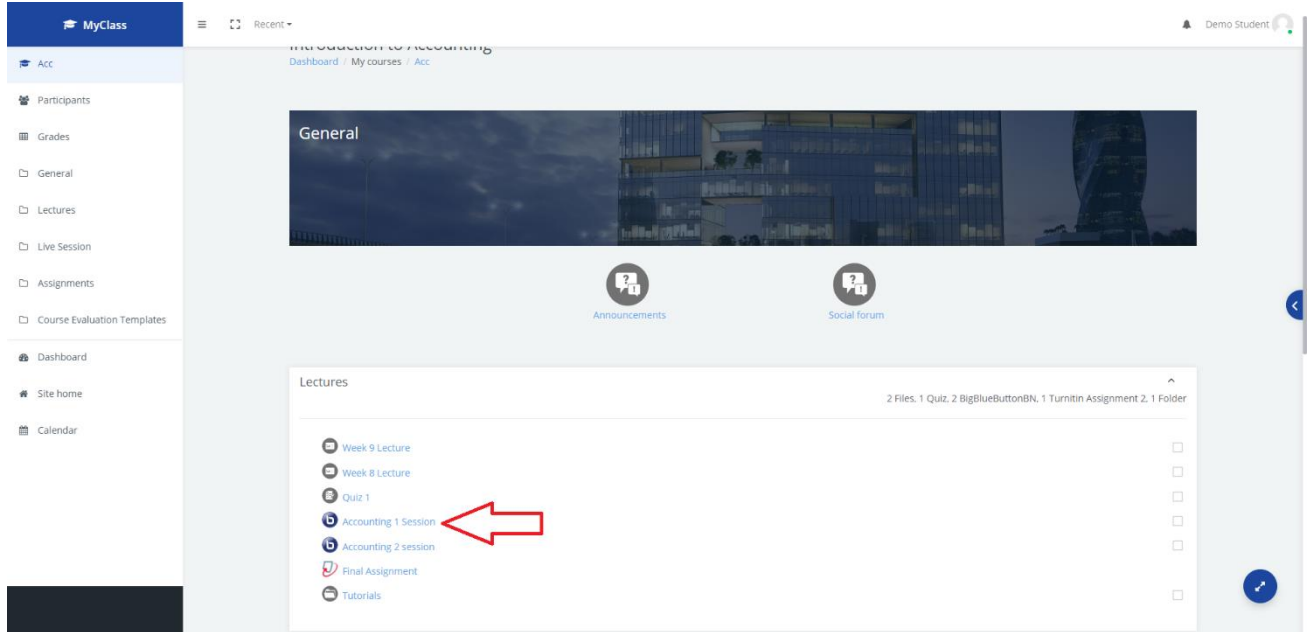 MyClass
Recent
Demo Student
Acc
Participants
Grades
General
Lectures
Live Session
Assignments
Course Evaluation Templates
Dashboard
Site home
Calendar
Introduction to Accounting
Dashboard / My courses / Acc
General
Announcements
Social forum
Lectures
2 Files, 1 Quiz, 2 BigBlueButtonBN, 1 Turnitin Assignment 2, 1 Folder
Week 9 Lecture
Week 8 Lecture
Quiz 1
Accounting 1 Session
Accounting 2 session
Final Assignment
Tutorials